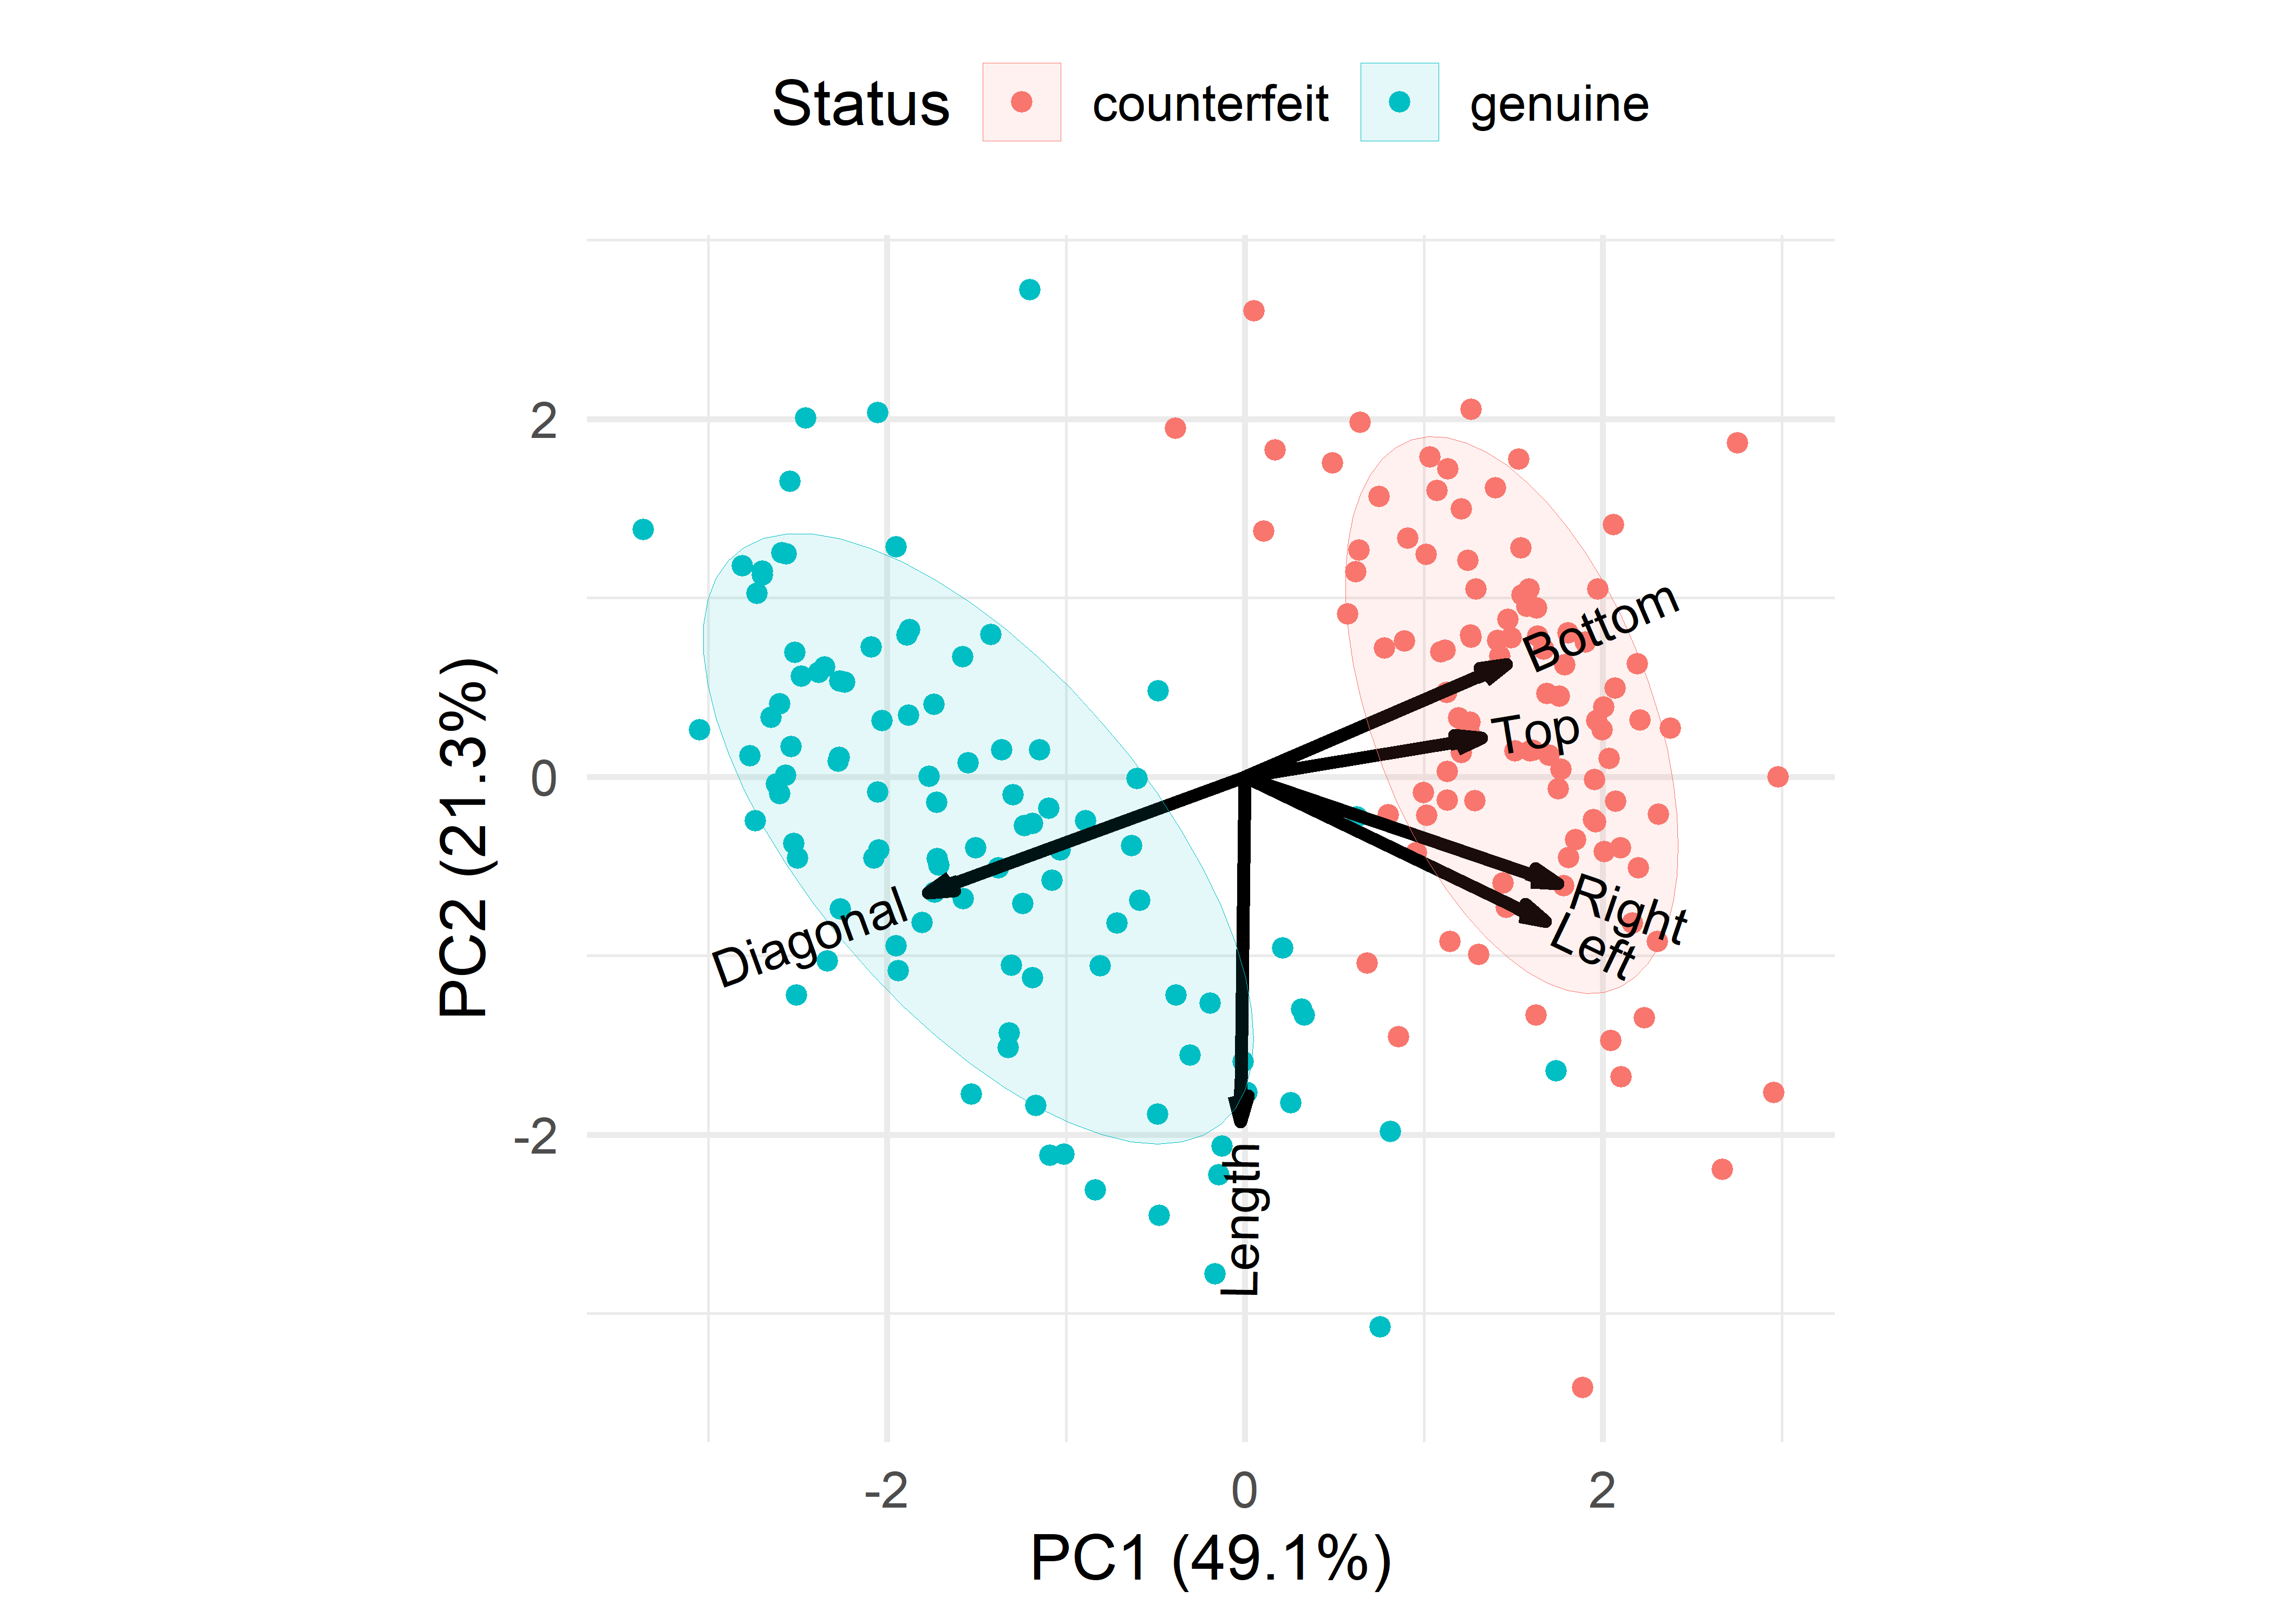 Status counterfeit genuine
Bottom
Top
Right
Left
Diagonal
Length
2
0
-2
PC2 (21.3%)
-2 0 2
PC1 (49.1%)